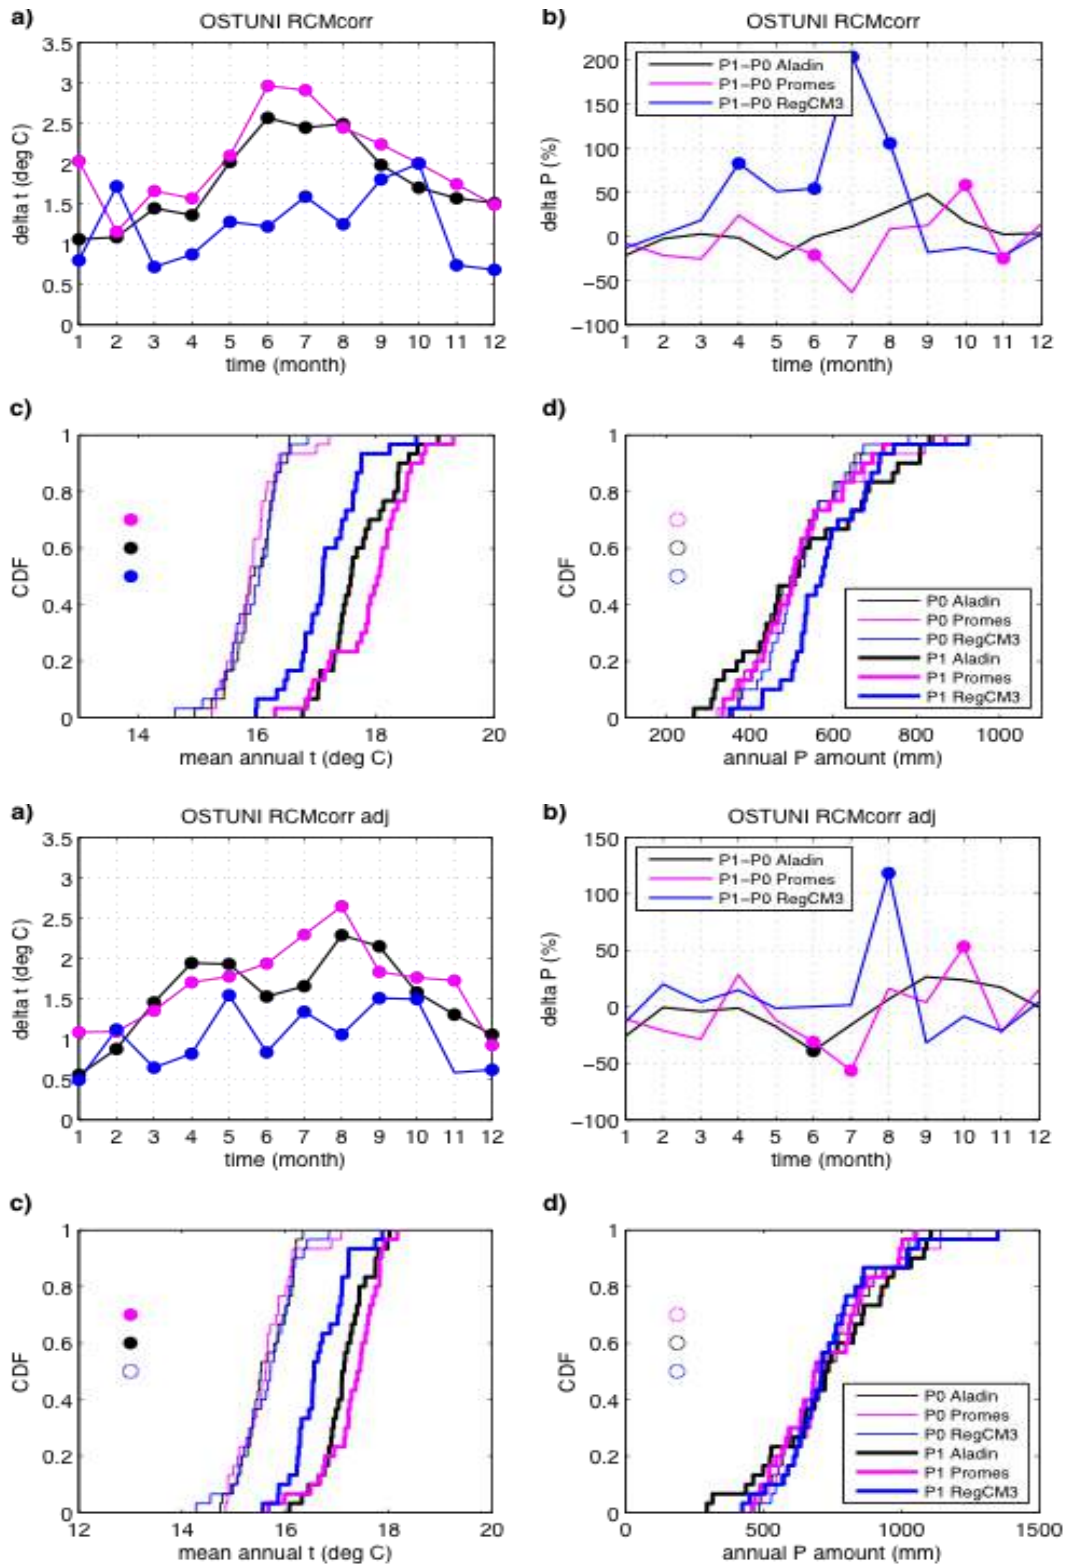 a)
OSTUNI RCMcorr
3.5
3
2.5
2
1.5
1
0.5
0
delta t (deg C)
1 2 3 4 5 6 7 8 9 10 11 12
time (month)
b)
OSTUNI RCMcorr
200
150
100
50
0
−50
−100
delta P (%)
P1−P0 Aladin
P1−P0 Promes
P1−P0 RegCM3
1 2 3 4 5 6 7 8 9 10 11 12
time (month)
c)
1
0.8
0.6
0.4
0.2
0
CDF
14 16 18 20
mean annual t (deg C)
d)
1
0.8
0.6
0.4
0.2
0
CDF
P0 Aladin
P0 Promes
P0 RegCM3
P1 Aladin
P1 Promes
P1 RegCM3
200 400 600 800 1000
annual P amount (mm)
a)
OSTUNI RCMcorr adj
3.5
3
2.5
2
1.5
1
0.5
0
delta t (deg C)
1 2 3 4 5 6 7 8 9 10 11 12
time (month)
b)
OSTUNI RCMcorr adj
150
100
50
0
−50
−100
delta P (%)
P1−P0 Aladin
P1−P0 Promes
P1−P0 RegCM3
1 2 3 4 5 6 7 8 9 10 11 12
time (month)
c)
1
0.8
0.6
0.4
0.2
0
CDF
12 14 16 18 20
mean annual t (deg C)
d)
1
0.8
0.6
0.4
0.2
0
CDF
P0 Aladin
P0 Promes
P0 RegCM3
P1 Aladin
P1 Promes
P1 RegCM3
0 500 1000 1500
annual P amount (mm)